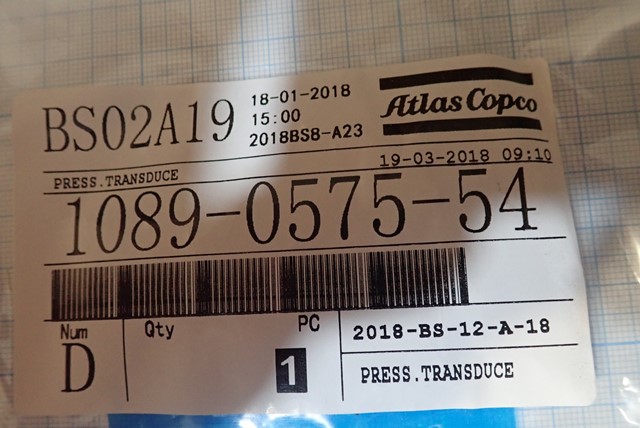 BS02A19
18-01-2018
15:00
2018BS8-A23
Atlas Copco
19-03-2018 09:10
PRESS.TRANSDUCE
1089-0575-54
Num
D
Qty
PC
1
2018-BS-12-A-18
PRESS.TRANSDUCE